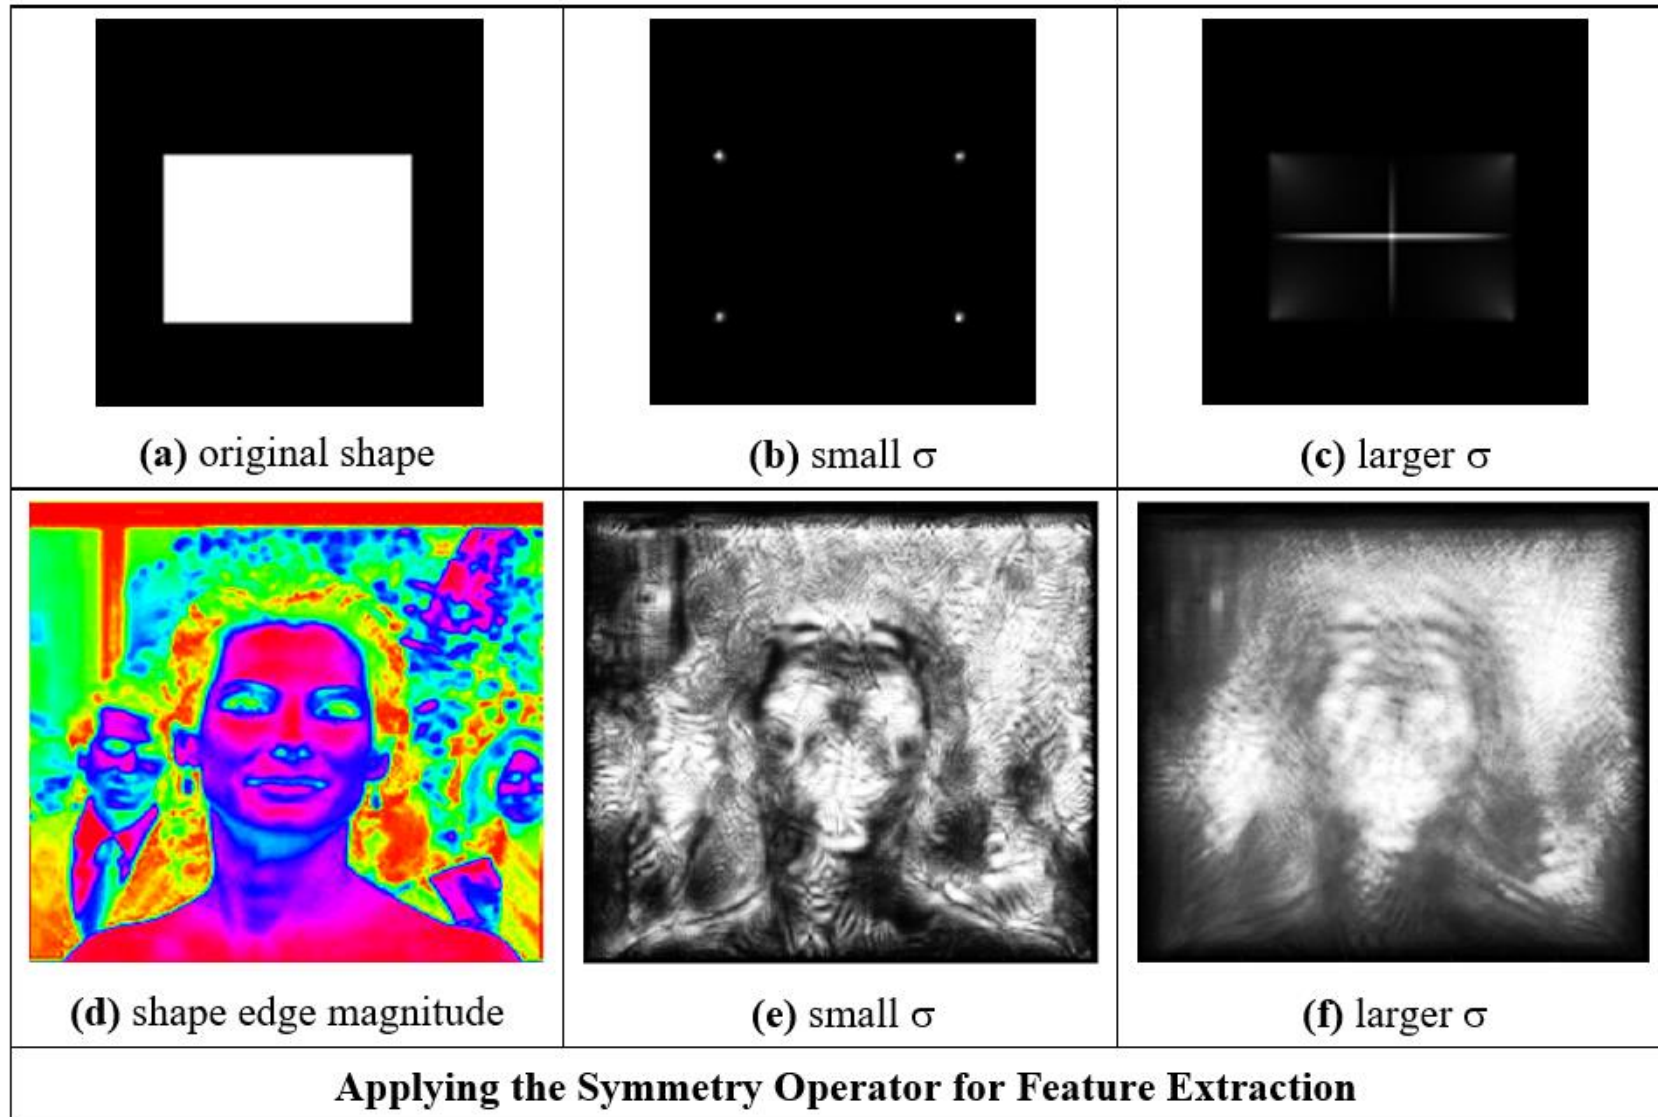 (a) original shape
(b) small σ
(c) larger σ
(d) shape edge magnitude
(e) small σ
(f) larger σ
Applying the Symmetry Operator for Feature Extraction